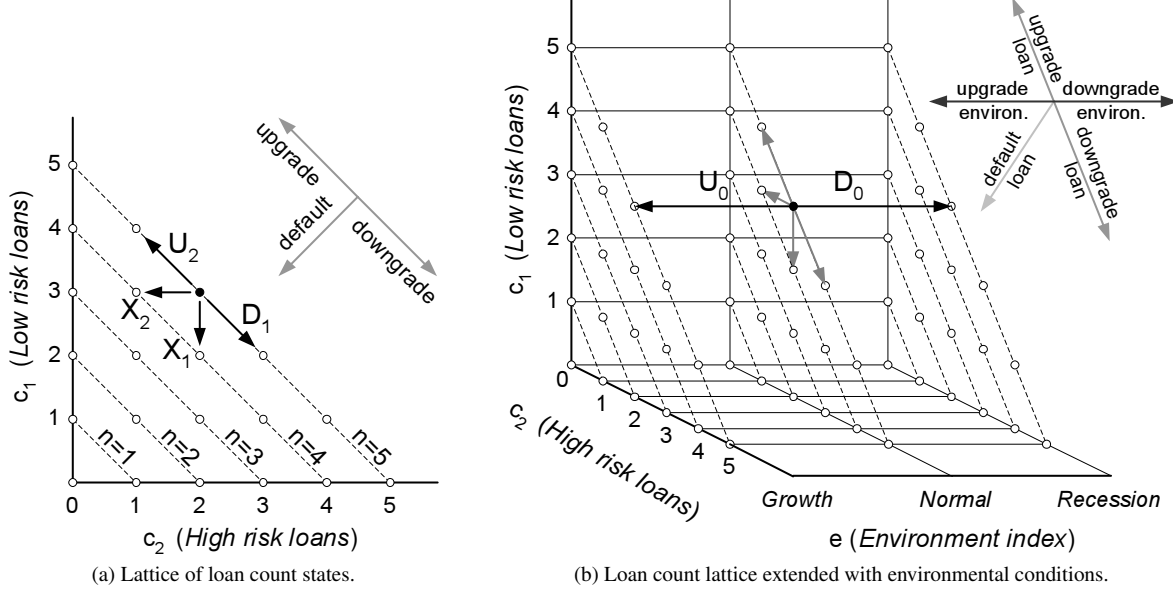 c1 (Low risk loans)
5
4
3
2
1
0
0 1 2 3 4 5
c2 (High risk loans)
n=1 n=2 n=3 n=4 n=5
U2
D1
X2
X1
upgrade
default
downgrade
(a) Lattice of loan count states.
c1 (Low risk loans)
5
4
3
2
1
0
1
2
3
4
5
c2 (High risk loans)
U0
D0
Growth
Normal
Recession
e (Environment index)
upgrade
loan
upgrade
environ.
downgrade
environ.
default
loan
downgrade
loan
(b) Loan count lattice extended with environmental conditions.